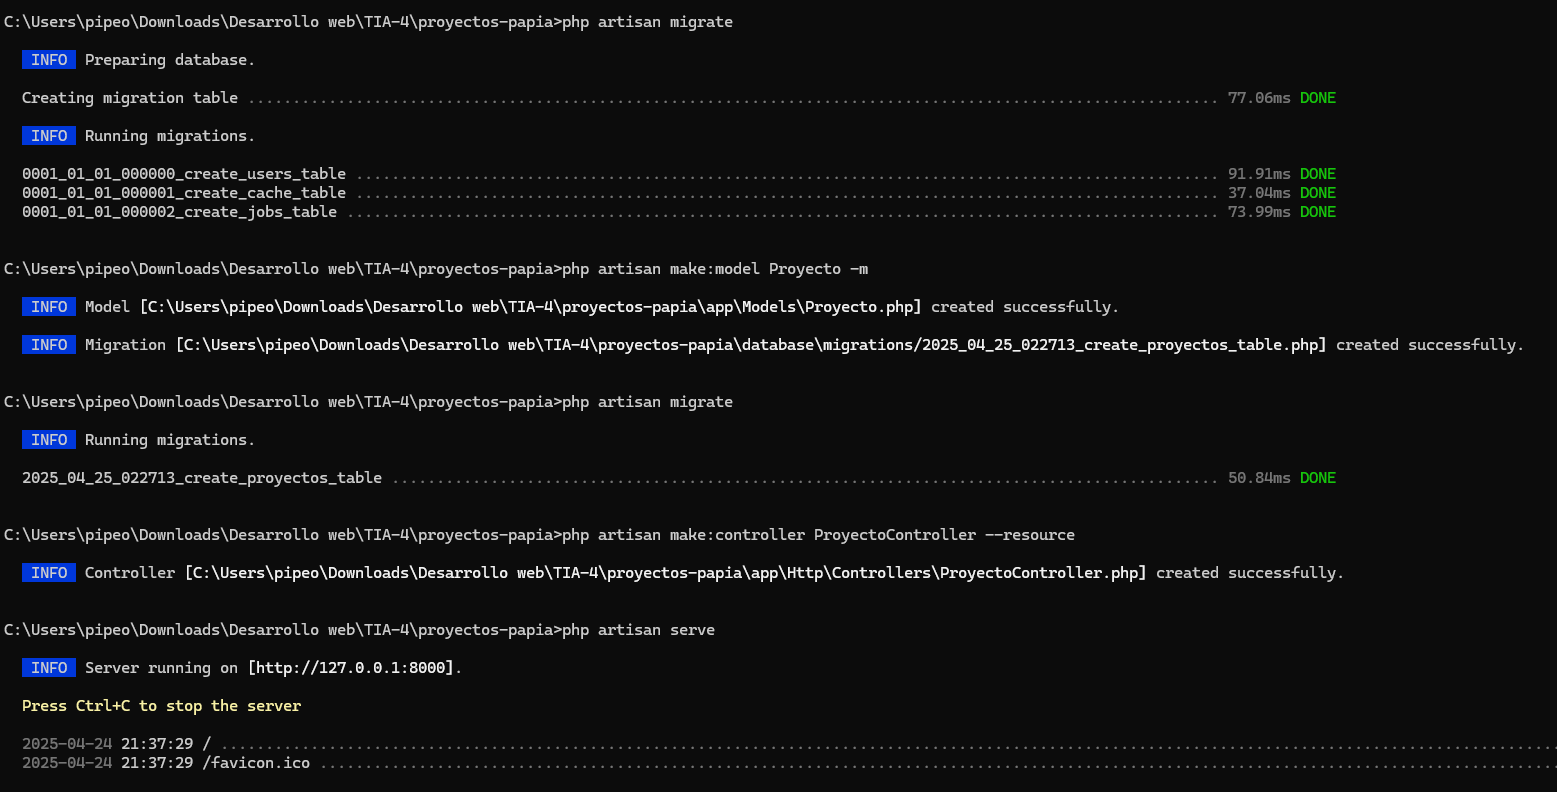 C:\Users\pipeo\Downloads\Desarrollo web\TIA-4\proyectos-papia>php artisan migrate
INFO Preparing database.
Creating migration table ............................................................................................................ 77.06ms DONE
INFO Running migrations.
0001_01_01_000000_create_users_table ................................................................................................ 91.91ms DONE
0001_01_01_000001_create_cache_table ................................................................................................ 37.04ms DONE
0001_01_01_000002_create_jobs_table ................................................................................................. 73.99ms DONE
C:\Users\pipeo\Downloads\Desarrollo web\TIA-4\proyectos-papia>php artisan make:model Proyecto -m
INFO Model [C:\Users\pipeo\Downloads\Desarrollo web\TIA-4\proyectos-papia\app\Models\Proyecto.php] created successfully.
INFO Migration [C:\Users\pipeo\Downloads\Desarrollo web\TIA-4\proyectos-papia\database\migrations/2025_04_25_022713_create_proyectos_table.php] created successfully.
C:\Users\pipeo\Downloads\Desarrollo web\TIA-4\proyectos-papia>php artisan migrate
INFO Running migrations.
2025_04_25_022713_create_proyectos_table ............................................................................................ 50.84ms DONE
C:\Users\pipeo\Downloads\Desarrollo web\TIA-4\proyectos-papia>php artisan make:controller ProyectoController --resource
INFO Controller [C:\Users\pipeo\Downloads\Desarrollo web\TIA-4\proyectos-papia\app\Http\Controllers\ProyectoController.php] created successfully.
C:\Users\pipeo\Downloads\Desarrollo web\TIA-4\proyectos-papia>php artisan serve
INFO Server running on [http://127.0.0.1:8000].
Press Ctrl+C to stop the server
2025-04-24 21:37:29 / .....................................................................................................................................................
2025-04-24 21:37:29 /favicon.ico ..........................................................................................................................................